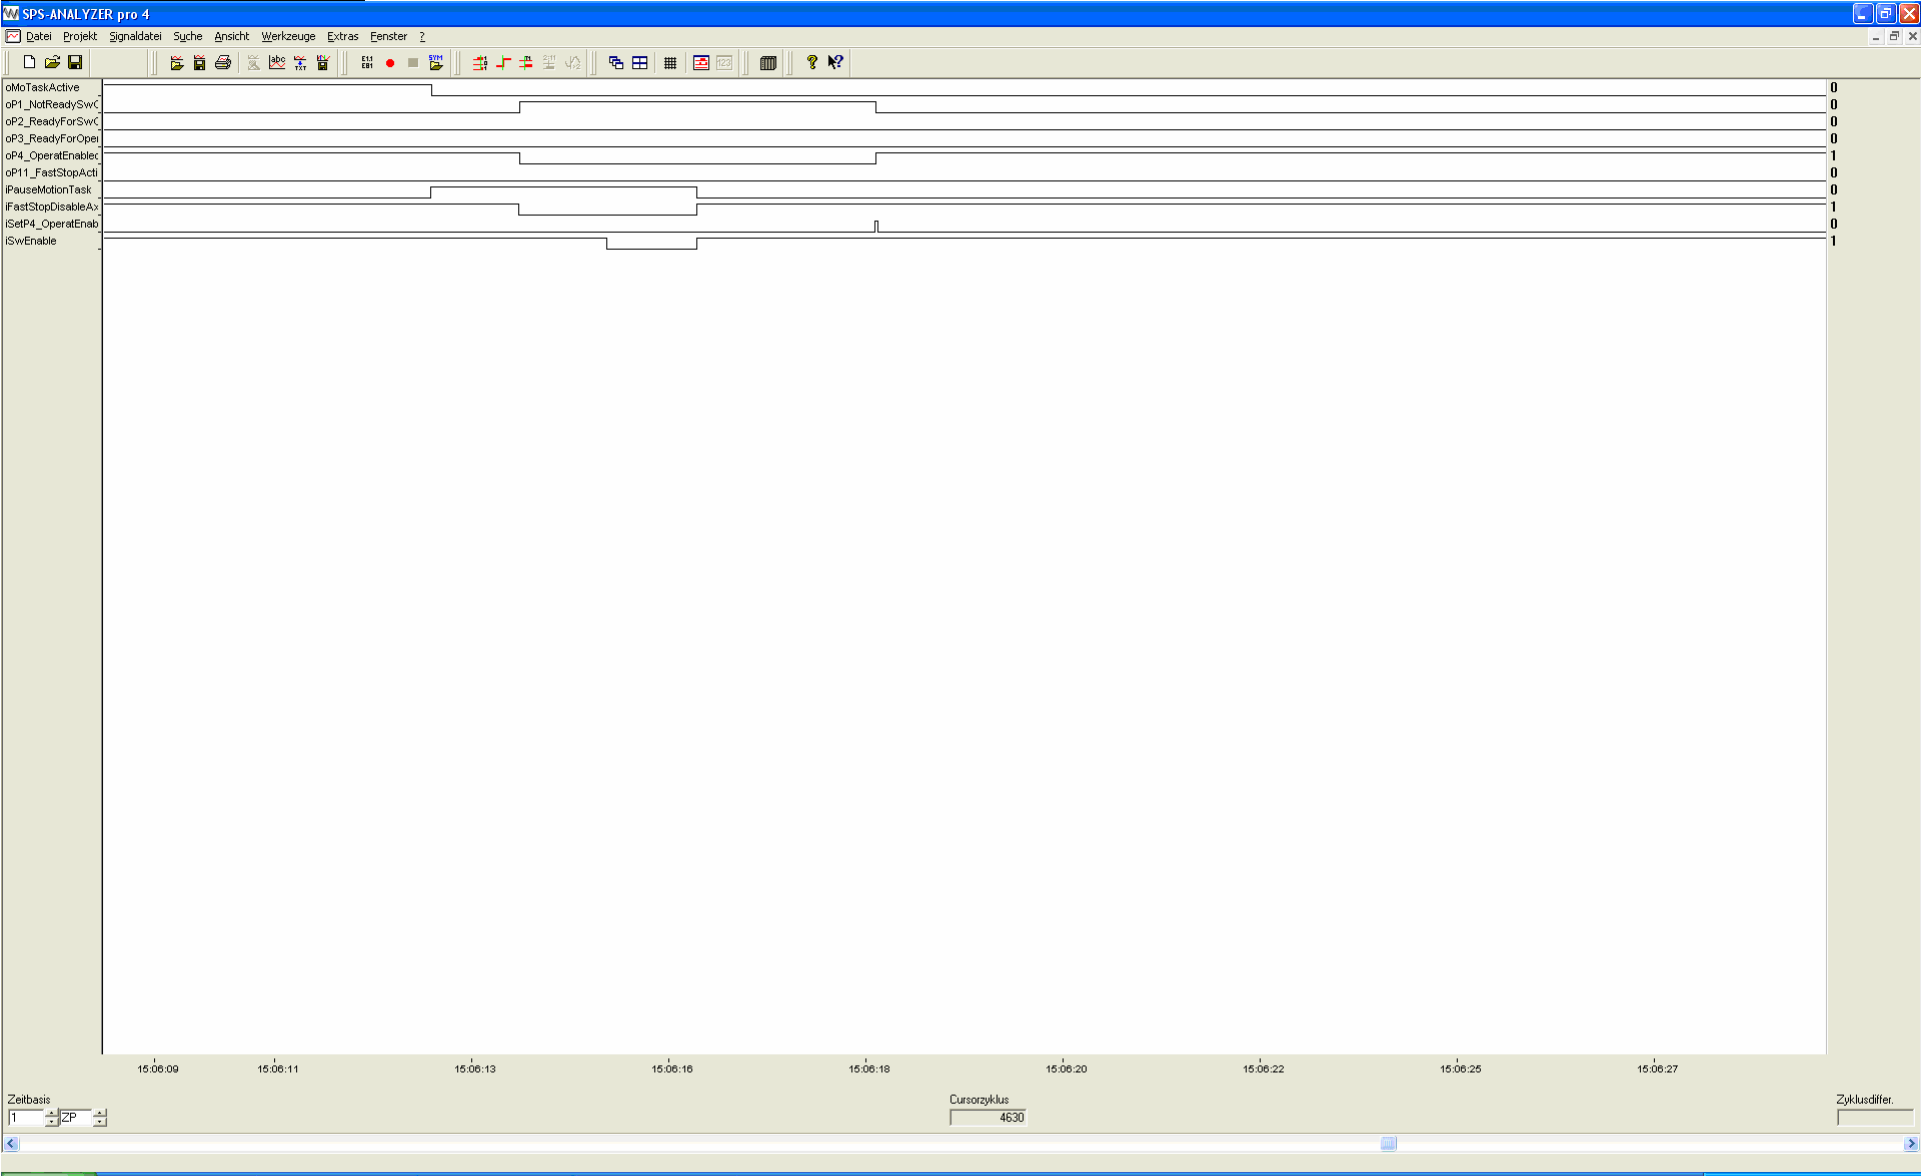 SPS-ANALYZER pro 4
Datei Projekt Signaldatei Suche Ansicht Werkzeuge Extras Fenster ?
oMoTaskActive 0
oP1_NotReadySwC 0
oP2_ReadyForSwC 0
oP3_ReadyForOper 0
oP4_OperatEnabled 1
oP11_FastStopActi 0
iPauseMotionTask 0
iFastStopDisableAx 1
iSetP4_OperatEnab 0
iSwEnable 1
15:06:09 15:06:11 15:06:13 15:06:16 15:06:18 15:06:20 15:06:22 15:06:25 15:06:27
Zeitbasis Cursorzyklus Zyklusdiffer.
1 ZP 4630